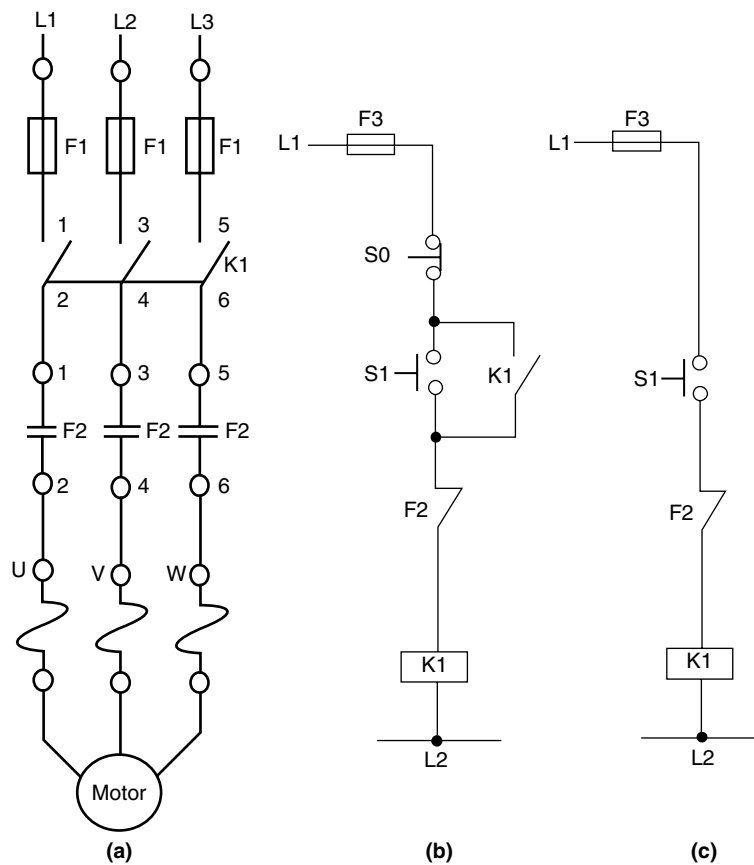 L1 L2 L3
F1 F1 F1
1 3 5
K1
2 4 6
1 3 5
F2 F2 F2
2 4 6
U V W
Motor
(a)
F3
L1
S0
S1 K1
F2
K1
L2
(b)
F3
L1
S1
F2
K1
L2
(c)